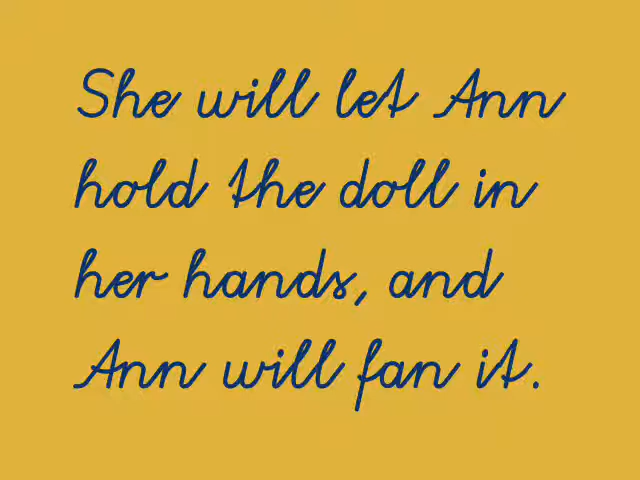 She will let Ann
hold the doll in
her hands, and
Ann will fan it.